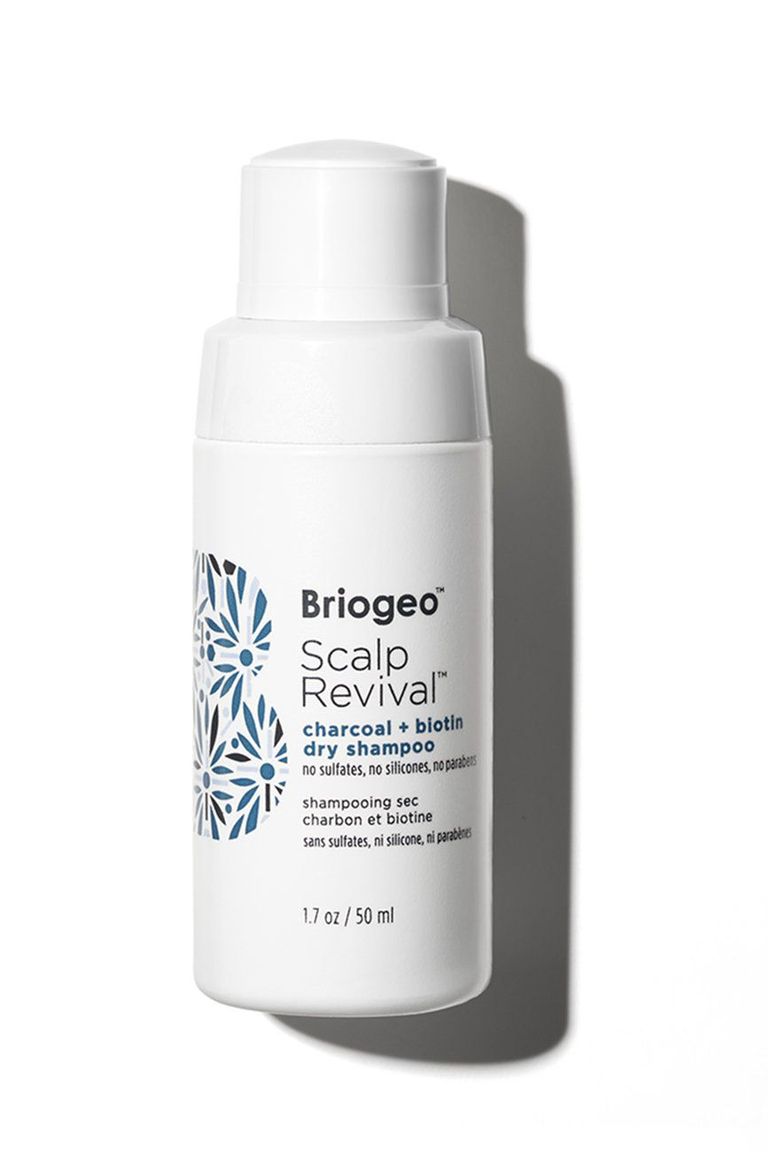 Briogeo™
Scalp
Revival™
charcoal + biotin
dry shampoo
no sulfates, no silicones, no parabens
shampooing sec
charbon et biotine
sans sulfates, ni silicone, ni parabènes
1.7 oz / 50 ml